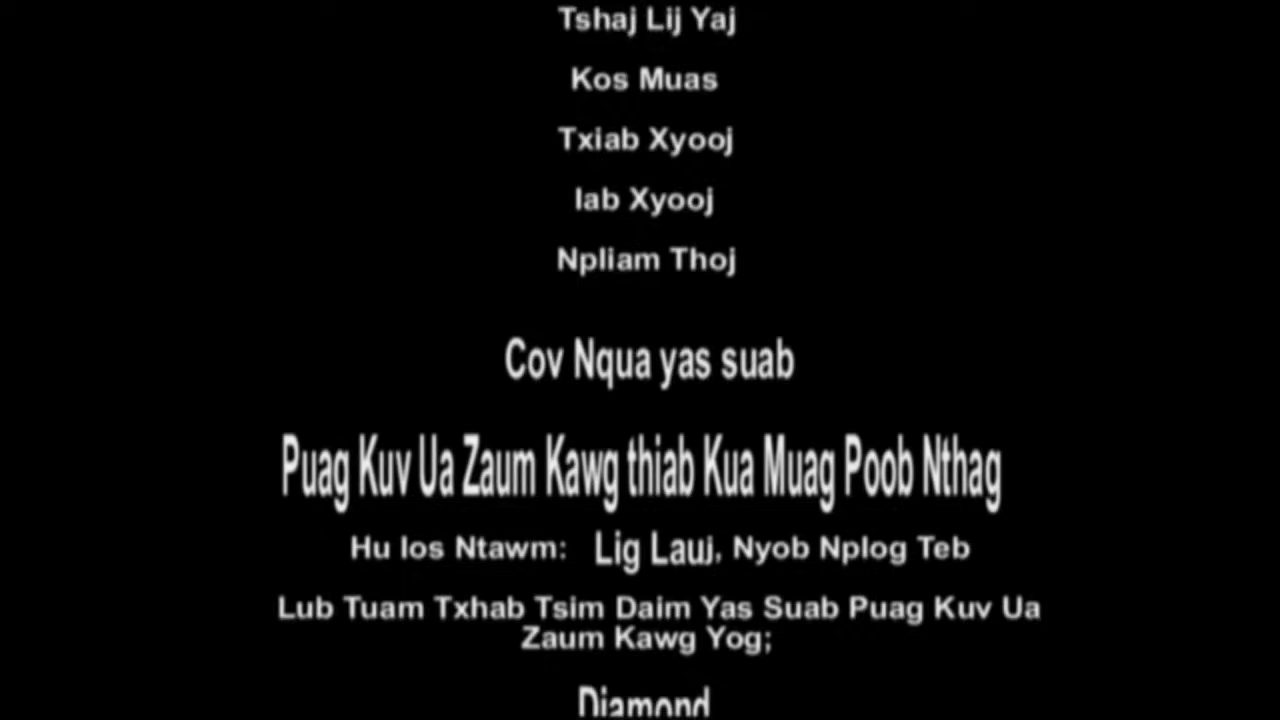 Tshaj Lij Yaj
Kos Muas
Txiab Xyooj
Iab Xyooj
Npliam Thoj
Cov Nqua yas suab
Puag Kuv Ua Zaum Kawg thiab Kua Muag Poob Nthag
Hu los Ntawm: Lig Lauj, Nyob Nplog Teb
Lub Tuam Txhab Tsim Daim Yas Suab Puag Kuv Ua
Zaum Kawg Yog;
Diamond